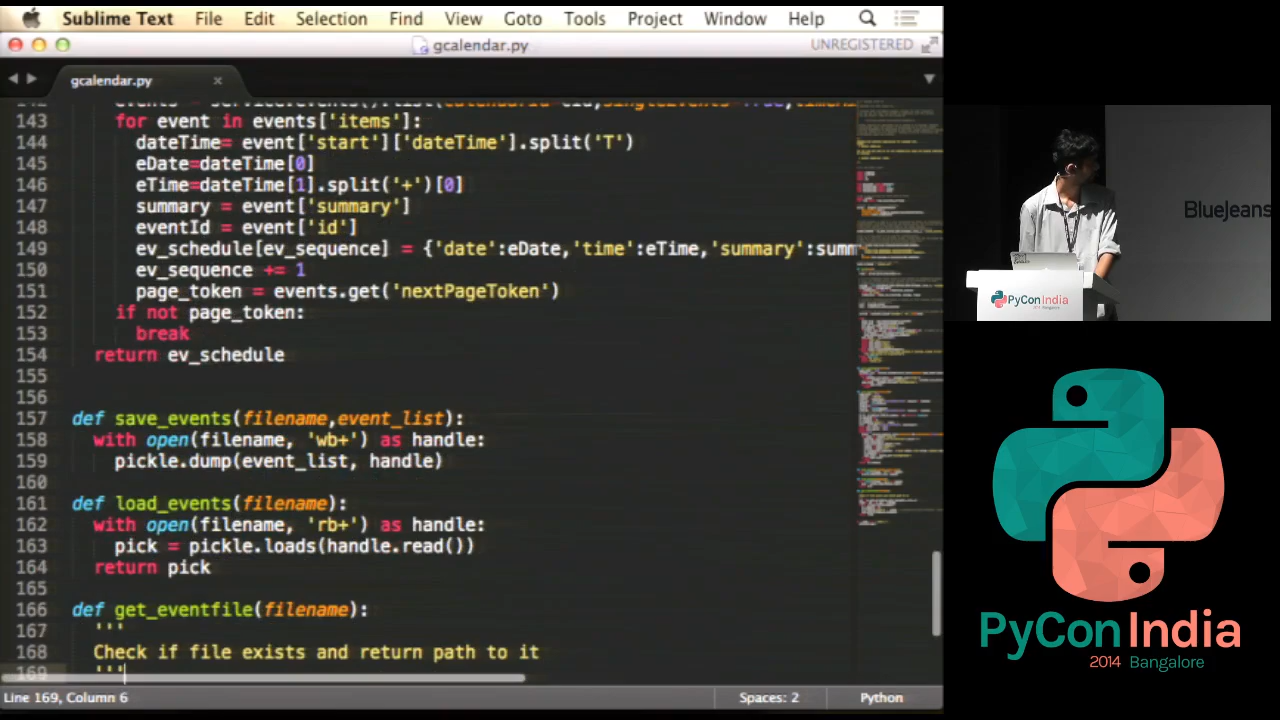 Sublime Text File Edit Selection Find View Goto Tools Project Window Help
gcalendar.py UNREGISTERED
gcalendar.py ×
143 for event in events['items']:
144 dateTime= event['start']['dateTime'].split('T')
145 eDate=dateTime[0]
146 eTime=dateTime[1].split('+')[0]
147 summary = event['summary']
148 eventId = event['id']
149 ev_schedule[ev_sequence] = {'date':eDate,'time':eTime,'summary':summ
150 ev_sequence += 1
151 page_token = events.get('nextPageToken')
152 if not page_token:
153 break
154 return ev_schedule
155
156
157 def save_events(filename,event_list):
158 with open(filename, 'wb+') as handle:
159 pickle.dump(event_list, handle)
160
161 def load_events(filename):
162 with open(filename, 'rb+') as handle:
163 pick = pickle.loads(handle.read())
164 return pick
165
166 def get_eventfile(filename):
167 '''
168 Check if file exists and return path to it
169 '''
Line 169, Column 6 Spaces: 2 Python
BlueJeans
PyCon India
2014 Bangalore
PyCon India
2014 Bangalore